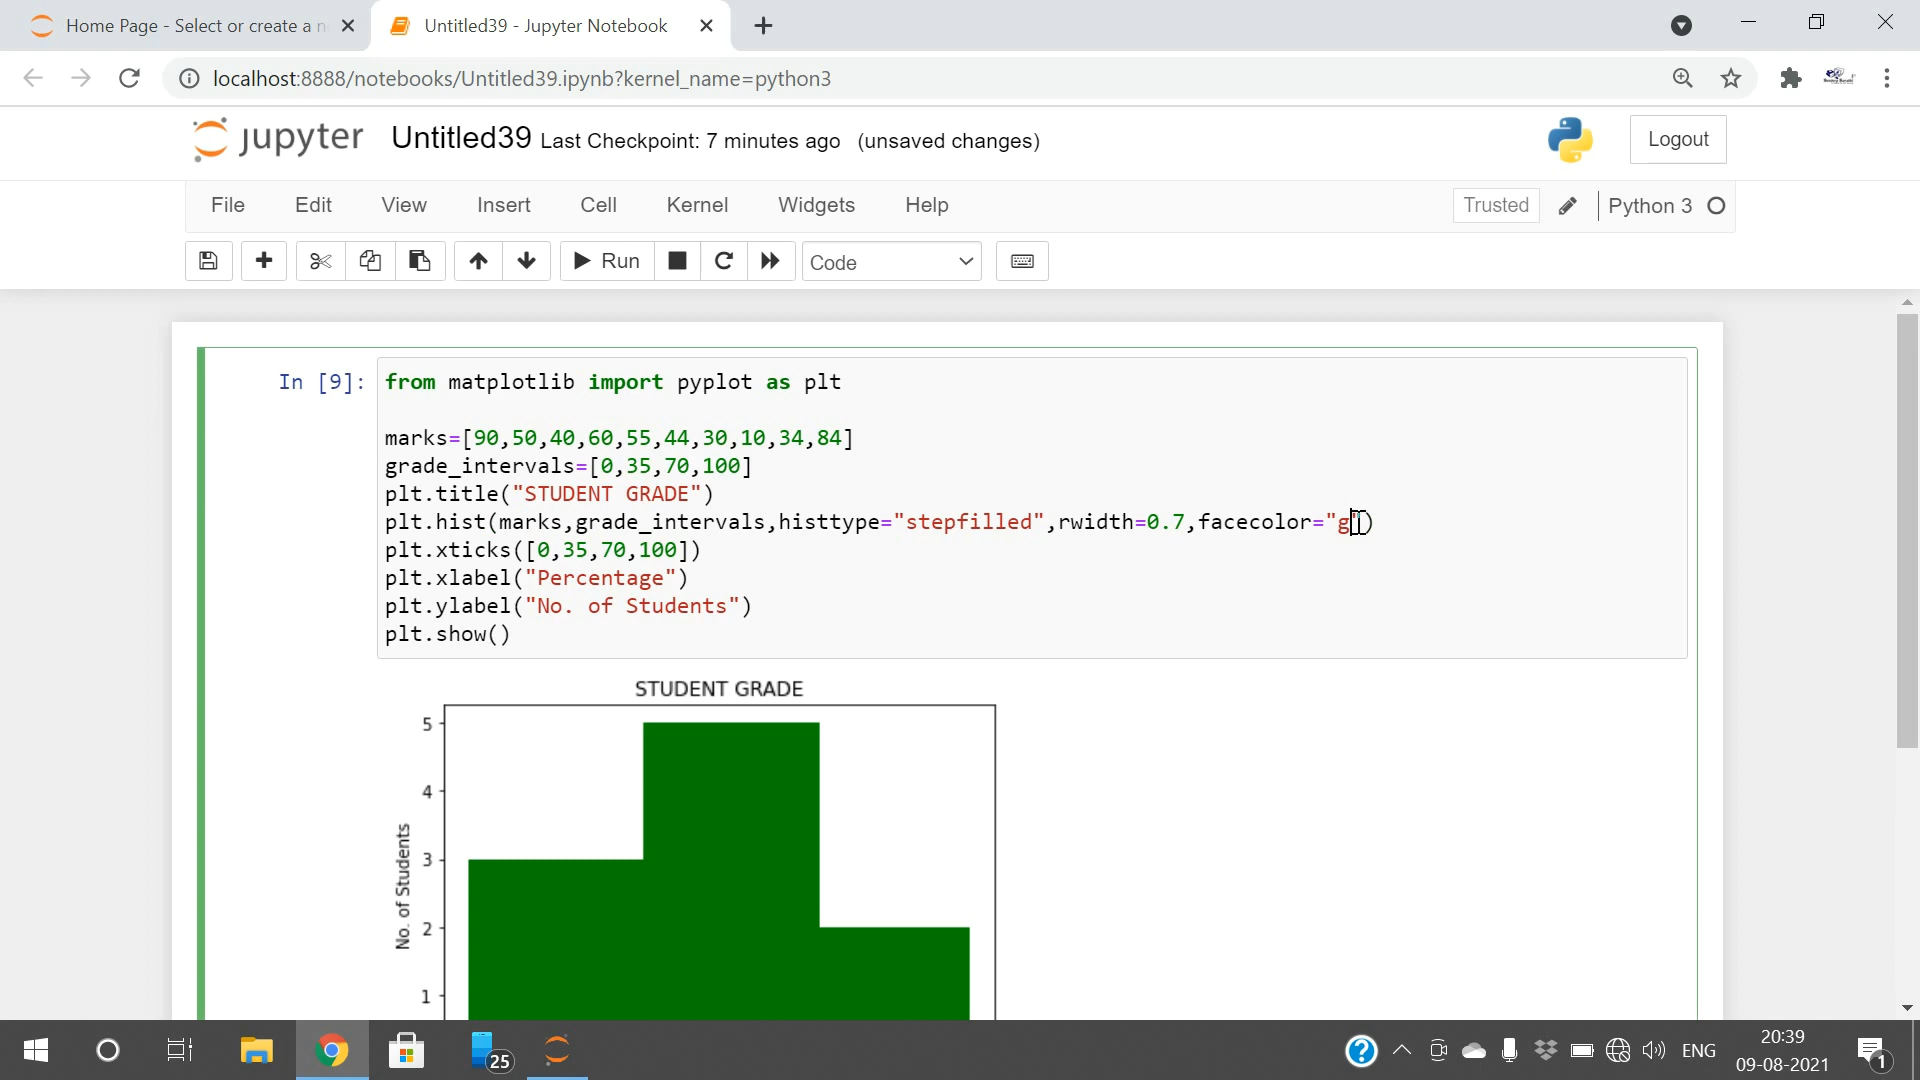 Home Page - Select or create a n
Untitled39 - Jupyter Notebook
localhost:8888/notebooks/Untitled39.ipynb?kernel_name=python3
jupyter Untitled39 Last Checkpoint: 7 minutes ago (unsaved changes)
Logout
File Edit View Insert Cell Kernel Widgets Help
Trusted
Python 3
Run
Code
In [9]:
from matplotlib import pyplot as plt
marks=[90,50,40,60,55,44,30,10,34,84]
grade_intervals=[0,35,70,100]
plt.title("STUDENT GRADE")
plt.hist(marks,grade_intervals,histtype="stepfilled",rwidth=0.7,facecolor="g")
plt.xticks([0,35,70,100])
plt.xlabel("Percentage")
plt.ylabel("No. of Students")
plt.show()
STUDENT GRADE
5
4
3
2
1
No. of Students
25
ENG
20:39
09-08-2021
1